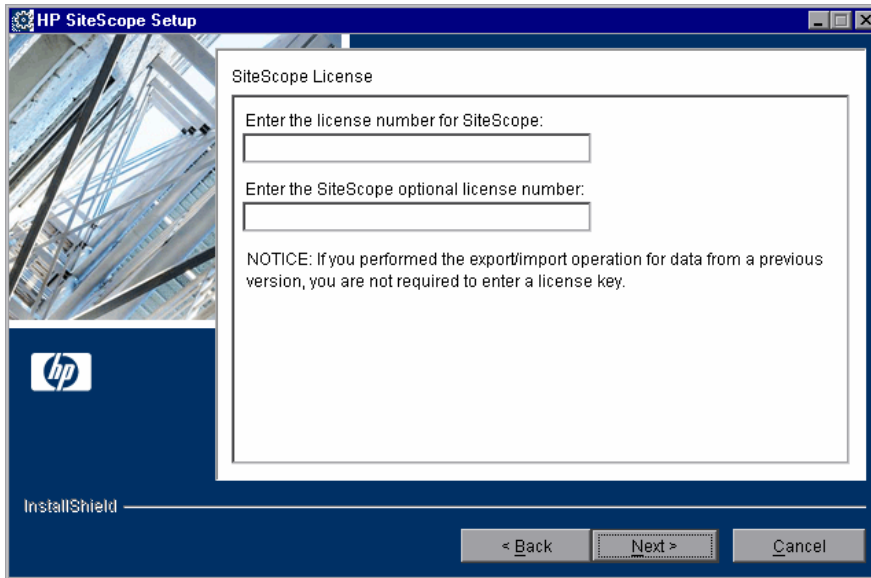 HP SiteScope Setup
SiteScope License
Enter the license number for SiteScope:
Enter the SiteScope optional license number:
NOTICE: If you performed the export/import operation for data from a previous
version, you are not required to enter a license key.
hp
InstallShield
< Back Next > Cancel